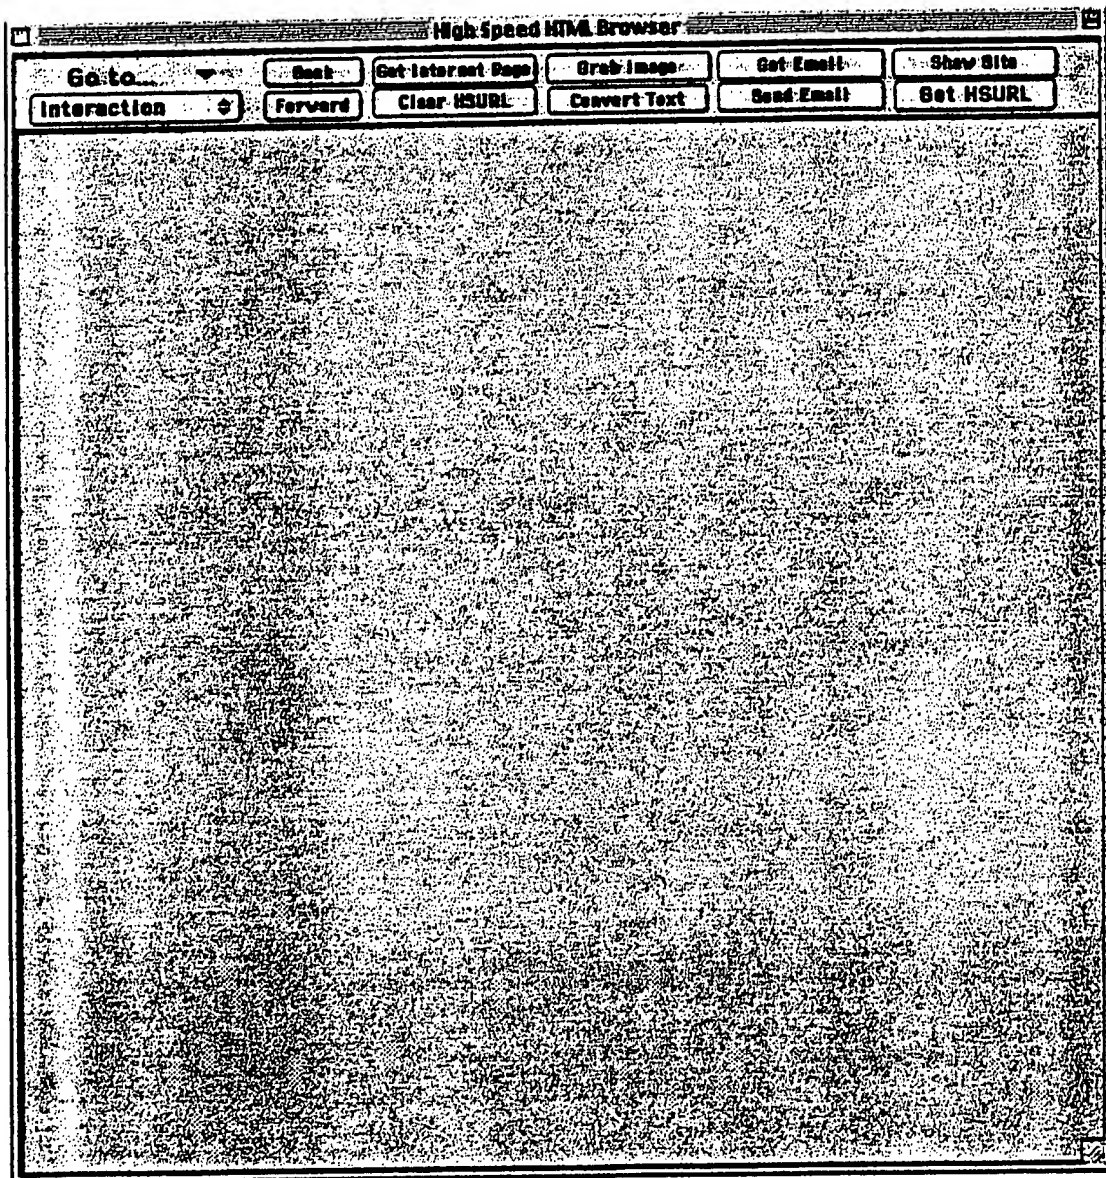 High Speed HTML Browser
Go to... Back Get Internet Page Grab Image Get Email Show Site
Interaction Forward Clear HSURL Convert Text Send Email Get HSURL